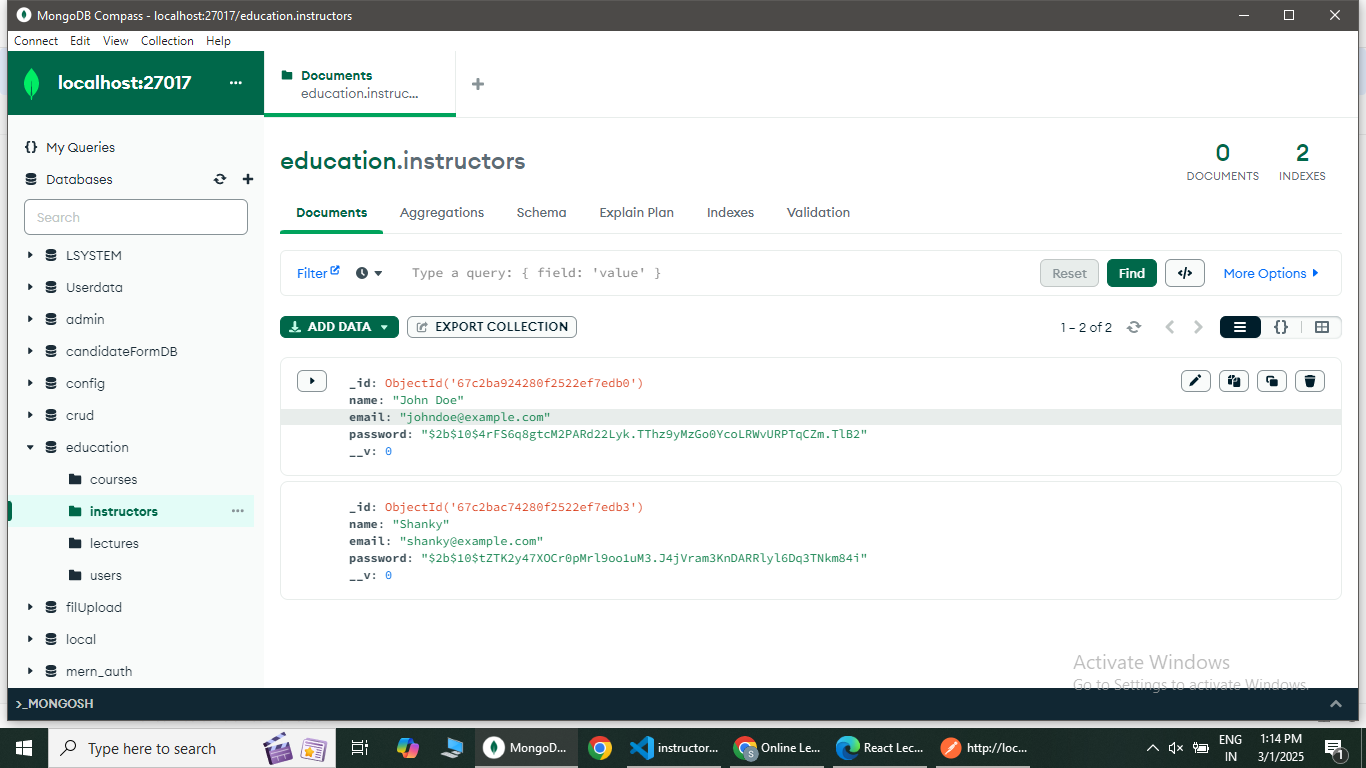 MongoDB Compass - localhost:27017/education.instructors
Connect Edit View Collection Help
localhost:27017 ...
Documents
education.instruc...
My Queries
Databases
Search
LSYSTEM
Userdata
admin
candidateFormDB
config
crud
education
courses
instructors
lectures
users
filUpload
local
mern_auth
education.instructors
0 DOCUMENTS
2 INDEXES
Documents Aggregations Schema Explain Plan Indexes Validation
Filter Type a query: { field: 'value' } Reset Find </> More Options
ADD DATA EXPORT COLLECTION 1 – 2 of 2 {}
_id: ObjectId('67c2ba924280f2522ef7edb0')
name: "John Doe"
email: "johndoe@example.com"
password: "$2b$10$4rFS6q8gtcM2PARd22Lyk.TThz9yMzGo0YcoLRWvURPTqCZm.TlB2"
__v: 0
_id: ObjectId('67c2bac74280f2522ef7edb3')
name: "Shanky"
email: "shanky@example.com"
password: "$2b$10$tZTK2y47XOCr0pMrl9oo1uM3.J4jVram3KnDARRlyl6Dq3TNkm84i"
__v: 0
Activate Windows
Go to Settings to activate Windows.
>_MONGOSH
Type here to search
MongoD...
instructor...
Online Le...
React Lec...
http://loc...
ENG
IN
1:14 PM
3/1/2025
1